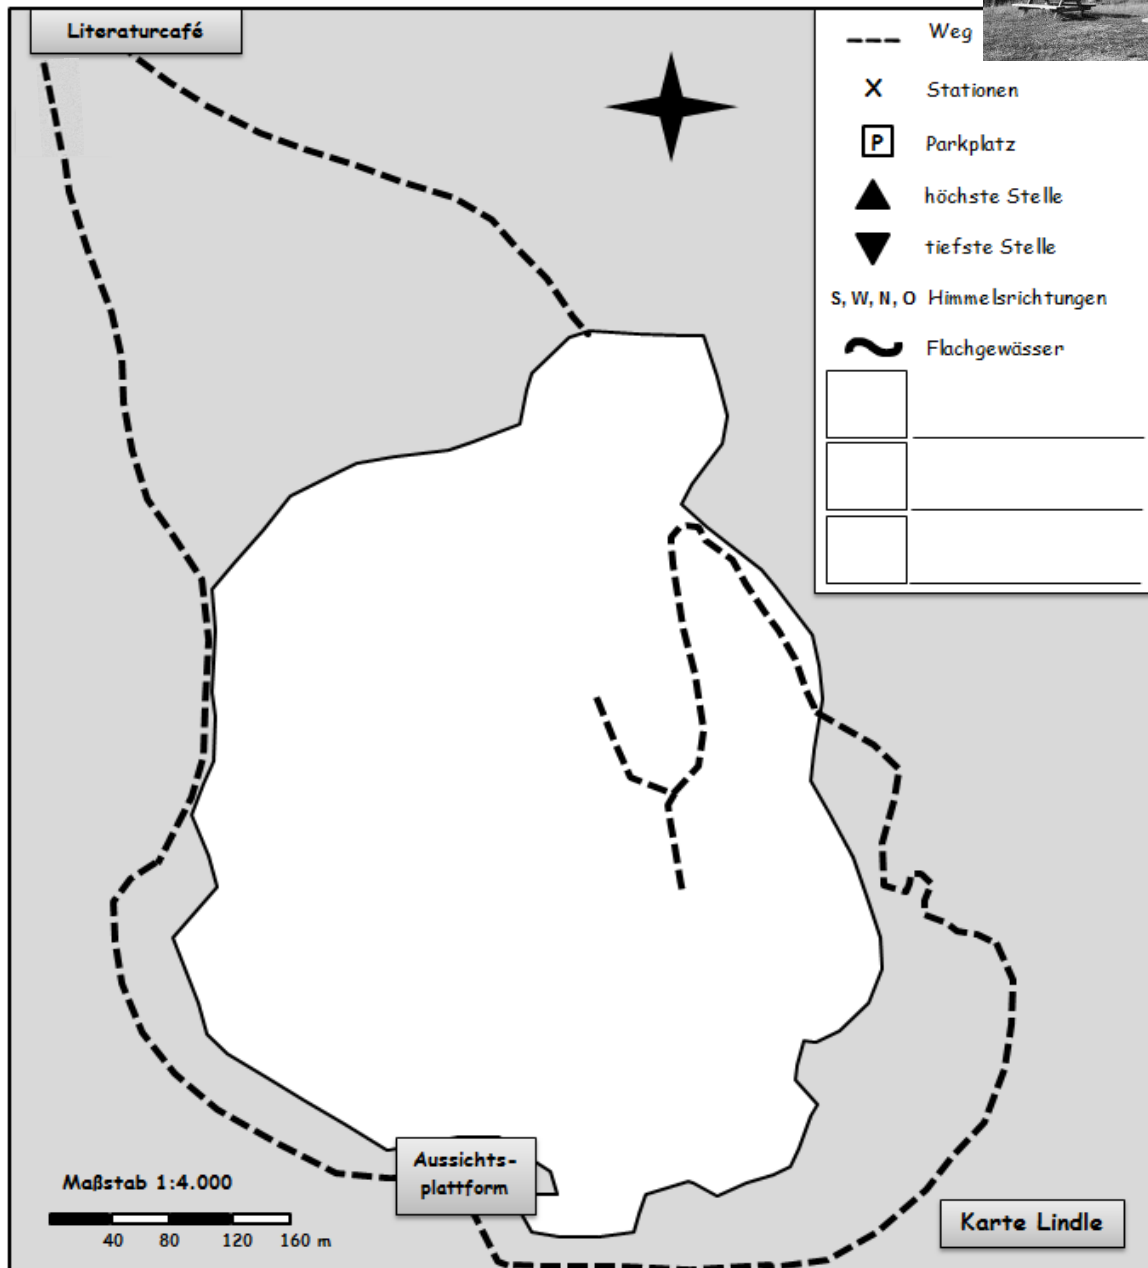 Literaturcafé
Weg
X Stationen
P Parkplatz
höchste Stelle
tiefste Stelle
S, W, N, O Himmelsrichtungen
Flachgewässer
Aussichts-
plattform
Maßstab 1:4.000
40 80 120 160 m
Karte Lindle